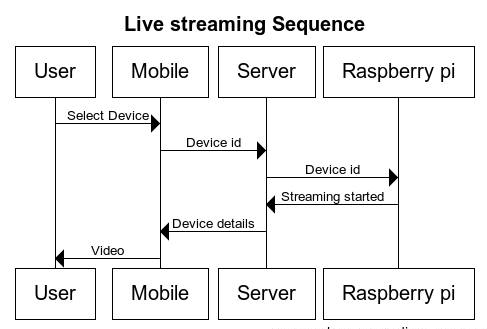 Live streaming Sequence
User Mobile Server Raspberry pi
Select Device
Device id
Device id
Streaming started
Device details
Video
User Mobile Server Raspberry pi